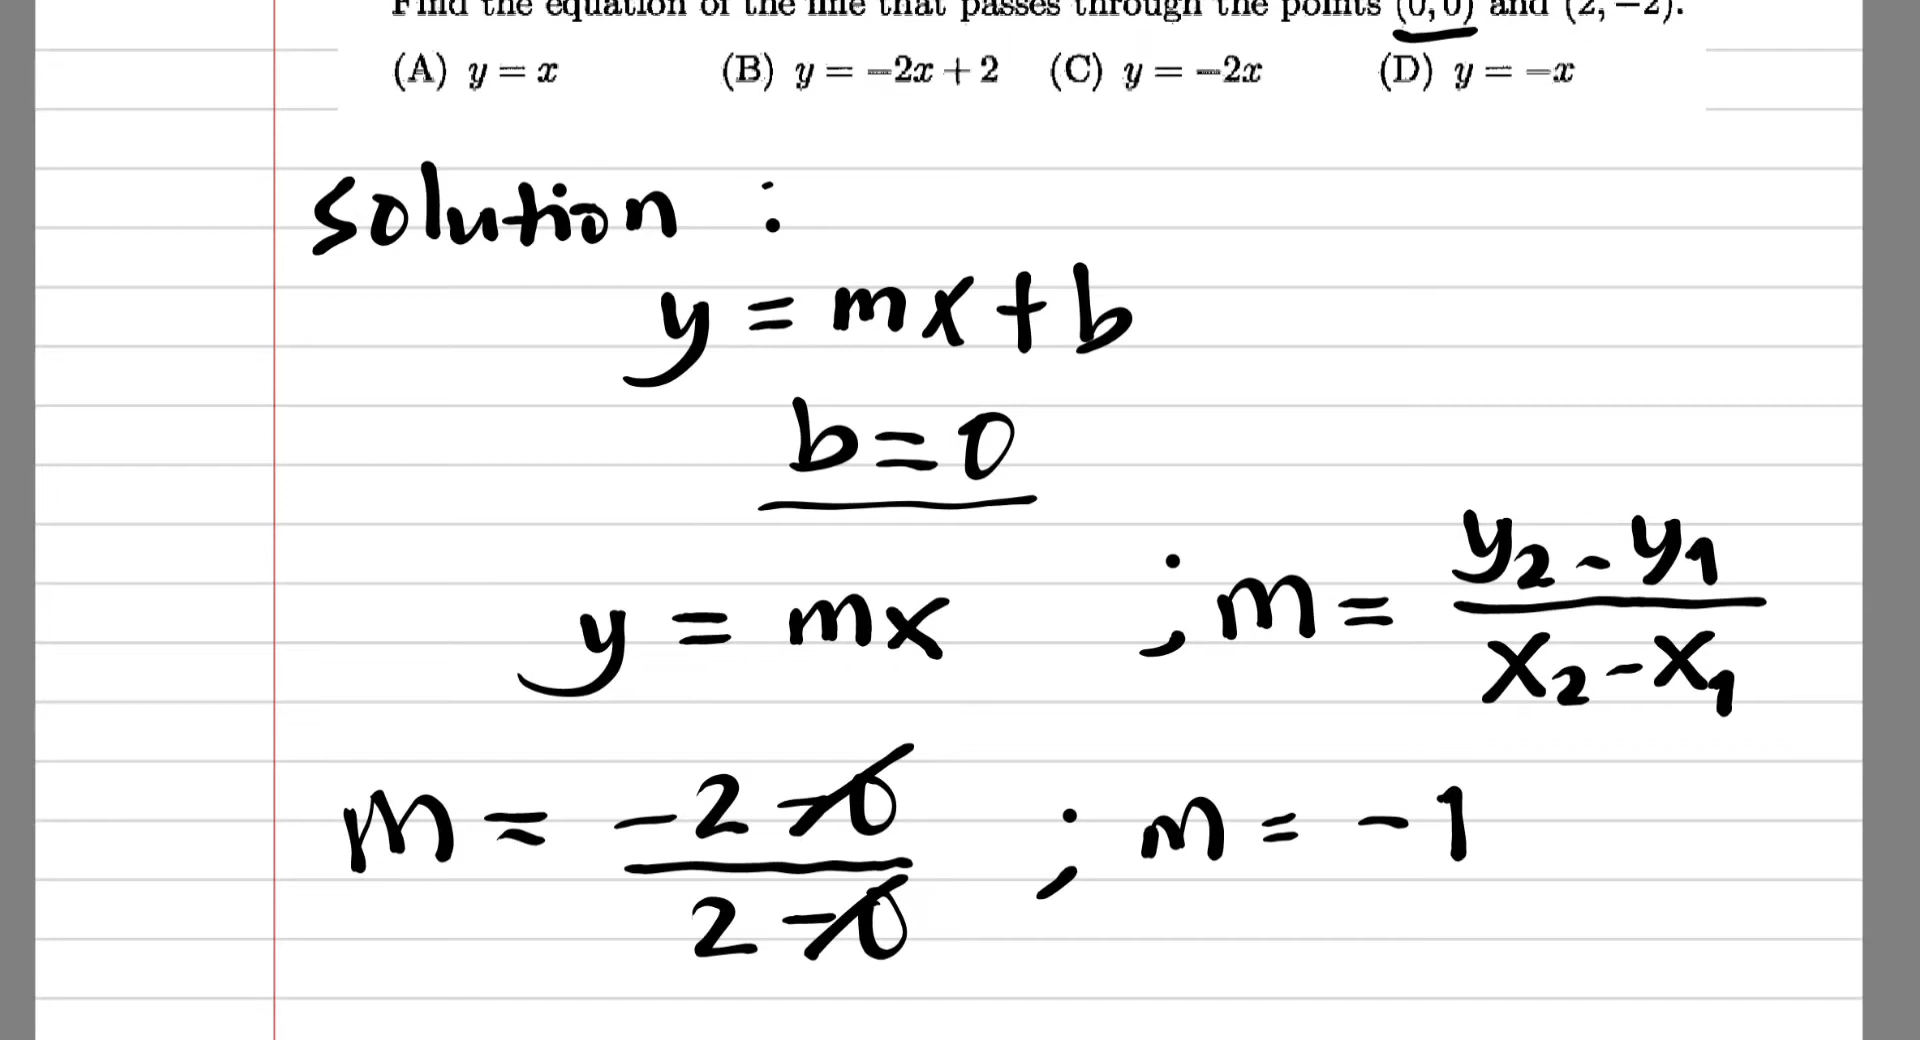 Find the equation of the line that passes through the points (0, 0) and (2, −2).
(A) y = x (B) y = −2x + 2 (C) y = −2x (D) y = −x
solution :
y = mx + b
b = 0
y = mx ; m = (y₂ - y₁)/(x₂ - x₁)
m = (-2 - 0)/(2 - 0) ; m = -1